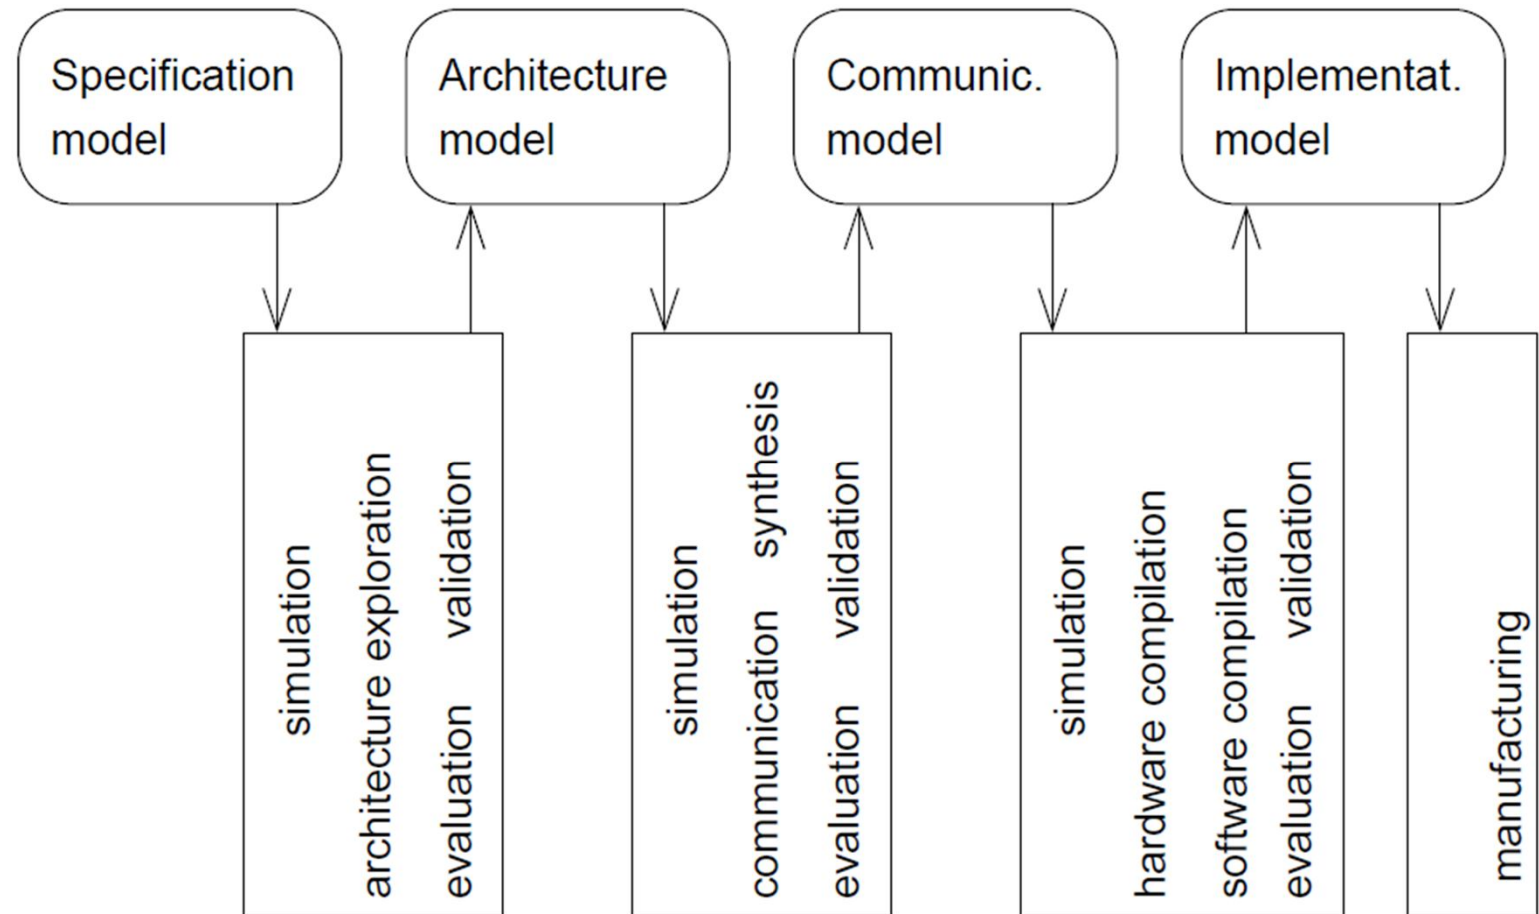 Specification
model
Architecture
model
Communic.
model
Implementat.
model
simulation
architecture exploration
evaluation validation
simulation
communication synthesis
evaluation validation
simulation
hardware compilation
software compilation
evaluation validation
manufacturing